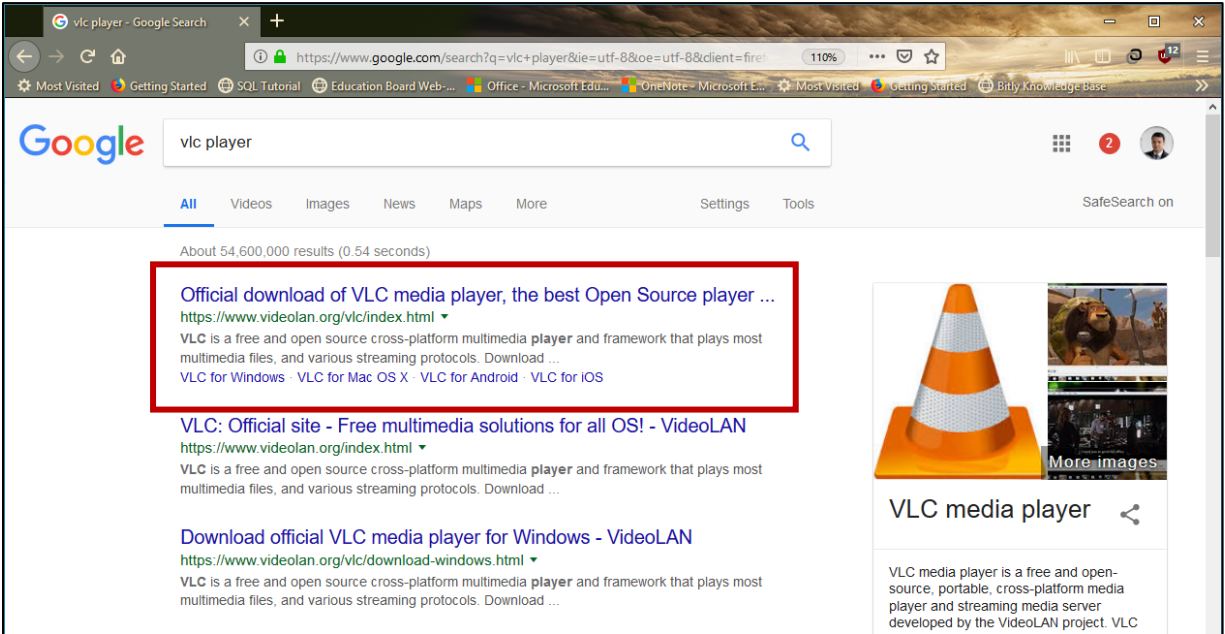 vlc player - Google Search
https://www.google.com/search?q=vlc+player&ie=utf-8&oe=utf-8&client=firef
110%
12
Most Visited Getting Started SQL Tutorial Education Board Web-... Office - Microsoft Edu... OneNote - Microsoft E... Most Visited Getting Started Bitly Knowledge Base
Google
vlc player
2
All Videos Images News Maps More Settings Tools
SafeSearch on
About 54,600,000 results (0.54 seconds)
Official download of VLC media player, the best Open Source player ...
https://www.videolan.org/vlc/index.html
VLC is a free and open source cross-platform multimedia player and framework that plays most
multimedia files, and various streaming protocols. Download ...
VLC for Windows · VLC for Mac OS X · VLC for Android · VLC for iOS
VLC: Official site - Free multimedia solutions for all OS! - VideoLAN
https://www.videolan.org/index.html
VLC is a free and open source cross-platform multimedia player and framework that plays most
multimedia files, and various streaming protocols. Download ...
Download official VLC media player for Windows - VideoLAN
https://www.videolan.org/vlc/download-windows.html
VLC is a free and open source cross-platform multimedia player and framework that plays most
multimedia files, and various streaming protocols. Download ...
More images
VLC media player
VLC media player is a free and open-
source, portable, cross-platform media
player and streaming media server
developed by the VideoLAN project. VLC